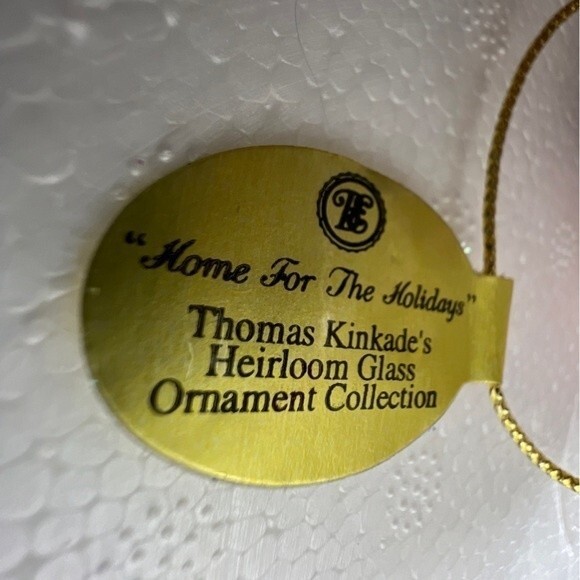 "Home For The Holidays"
Thomas Kinkade's
Heirloom Glass
Ornament Collection